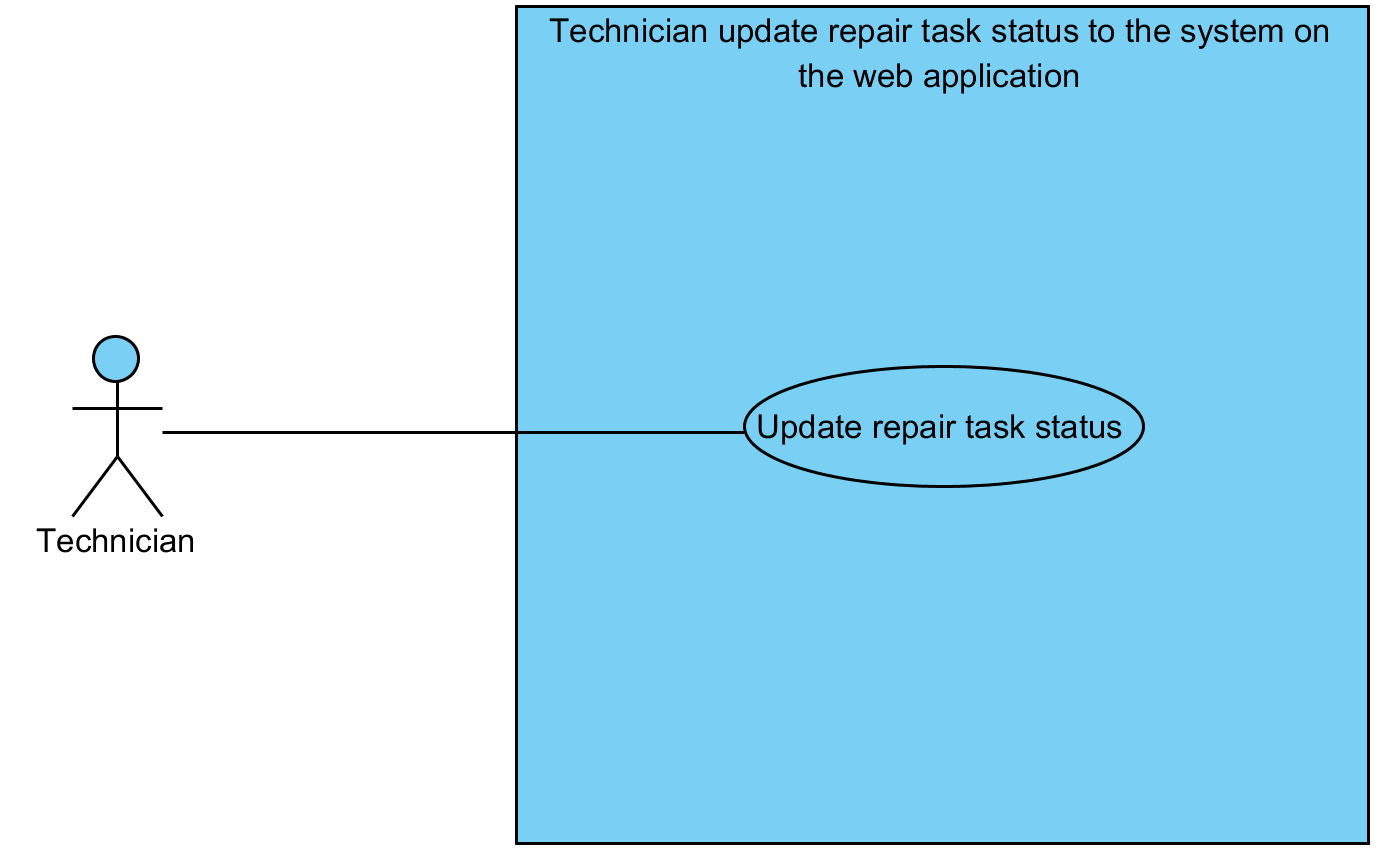 Technician update repair task status to the system on
the web application
Update repair task status
Technician